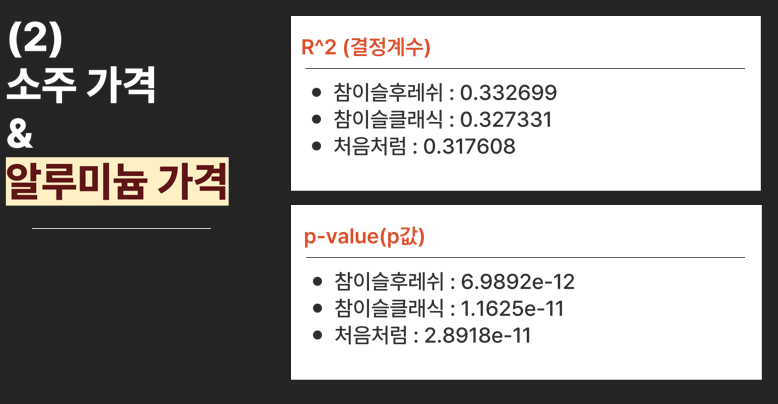 (2)
소주 가격
&
알루미늄 가격
R^2 (결정계수)
• 참이슬후레쉬 : 0.332699
• 참이슬클래식 : 0.327331
• 처음처럼 : 0.317608
p-value(p값)
• 참이슬후레쉬 : 6.9892e-12
• 참이슬클래식 : 1.1625e-11
• 처음처럼 : 2.8918e-11